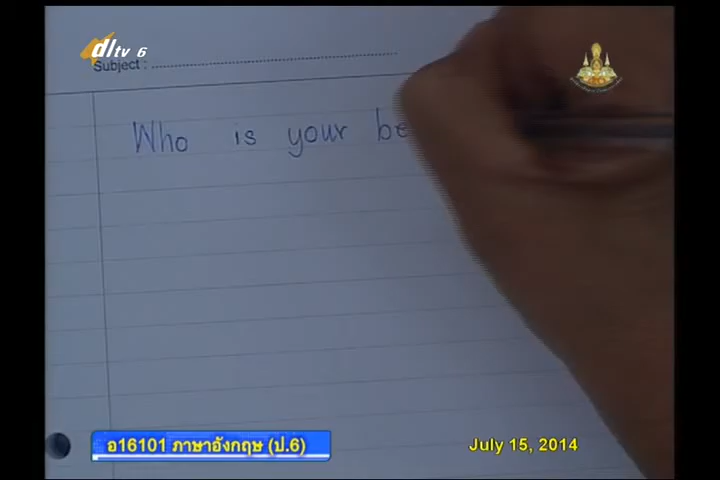 dltv 6
Subject :
Who is your be
อ16101 ภาษาอังกฤษ (ป.6)
July 15, 2014